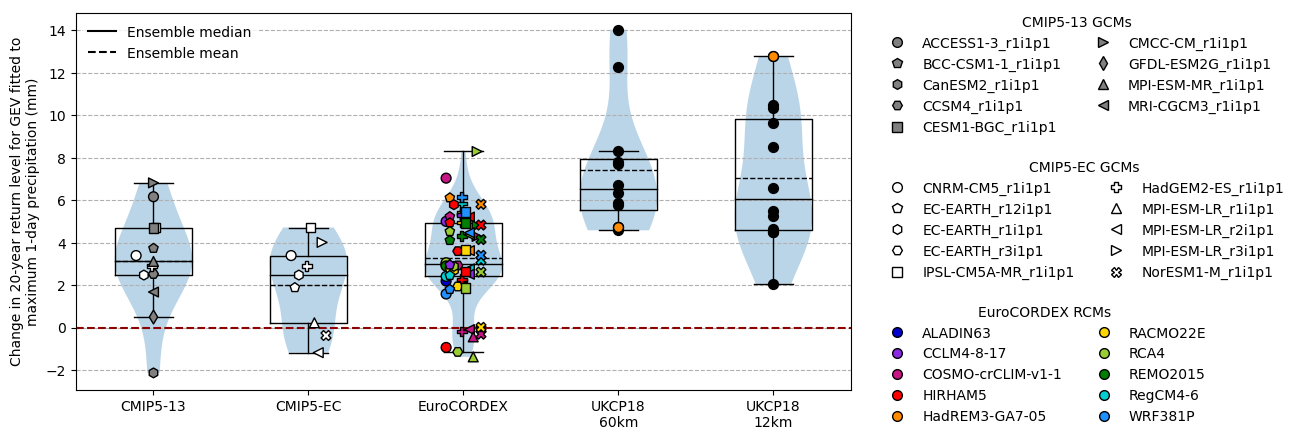 Change in 20-year return level for GEV fitted to
maximum 1-day precipitation (mm)
14
12
10
8
6
4
2
0
−2
Ensemble median
Ensemble mean
CMIP5-13
CMIP5-EC
EuroCORDEX
UKCP18
60km
UKCP18
12km
CMIP5-13 GCMs
ACCESS1-3_r1i1p1
BCC-CSM1-1_r1i1p1
CanESM2_r1i1p1
CCSM4_r1i1p1
CESM1-BGC_r1i1p1
CMCC-CM_r1i1p1
GFDL-ESM2G_r1i1p1
MPI-ESM-MR_r1i1p1
MRI-CGCM3_r1i1p1
CMIP5-EC GCMs
CNRM-CM5_r1i1p1
EC-EARTH_r12i1p1
EC-EARTH_r1i1p1
EC-EARTH_r3i1p1
IPSL-CM5A-MR_r1i1p1
HadGEM2-ES_r1i1p1
MPI-ESM-LR_r1i1p1
MPI-ESM-LR_r2i1p1
MPI-ESM-LR_r3i1p1
NorESM1-M_r1i1p1
EuroCORDEX RCMs
ALADIN63
CCLM4-8-17
COSMO-crCLIM-v1-1
HIRHAM5
HadREM3-GA7-05
RACMO22E
RCA4
REMO2015
RegCM4-6
WRF381P